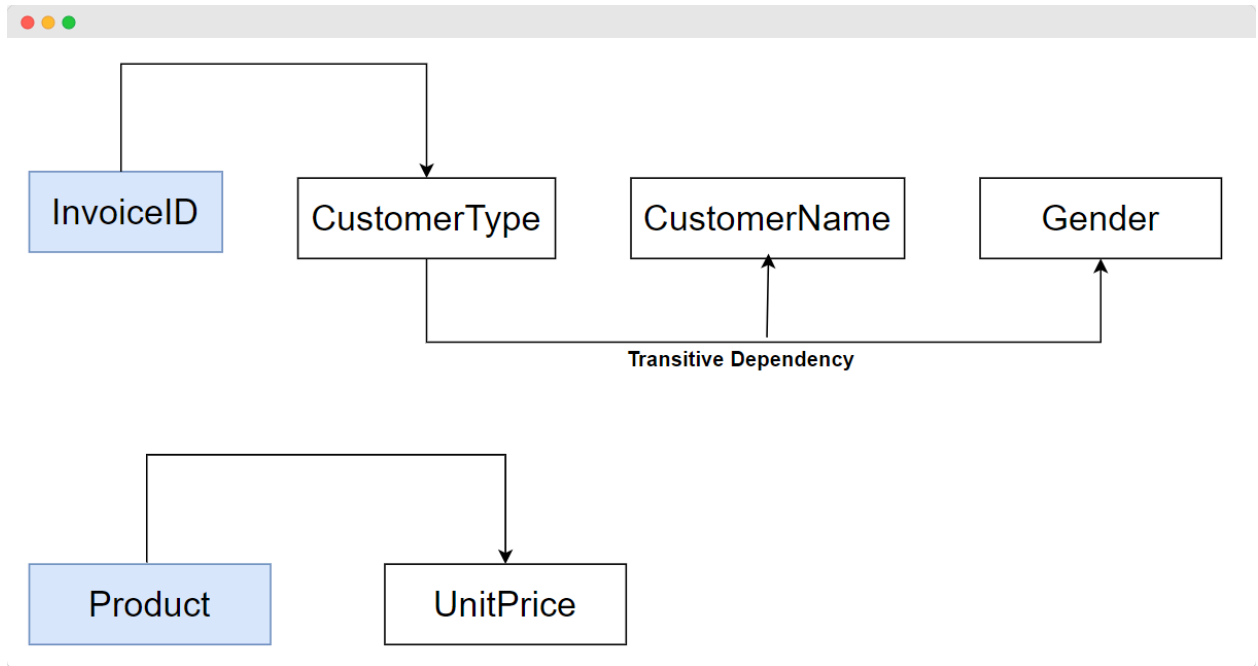 InvoiceID
CustomerType
CustomerName
Gender
Transitive Dependency
Product
UnitPrice